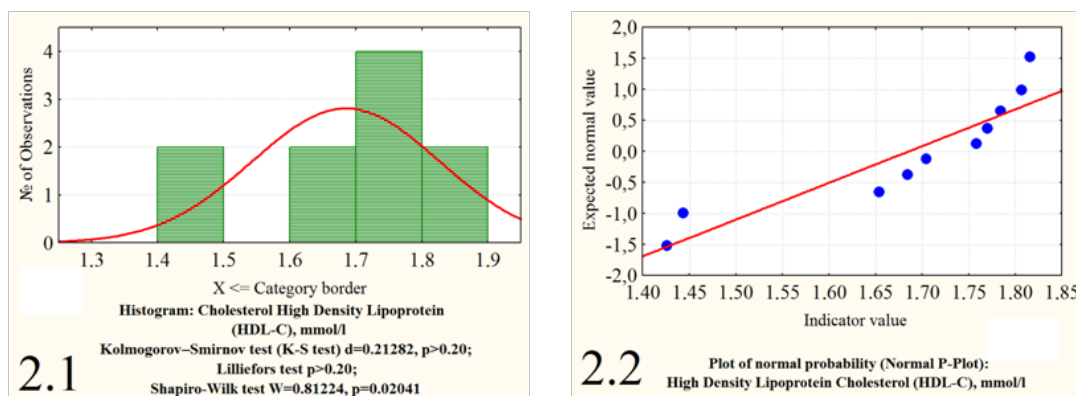 № of Observations
4
3
2
1
0
1.3 1.4 1.5 1.6 1.7 1.8 1.9
X <= Category border
Histogram: Cholesterol High Density Lipoprotein
(HDL-C), mmol/l
Kolmogorov–Smirnov test (K-S test) d=0.21282, p>0.20;
Lilliefors test p>0.20;
Shapiro-Wilk test W=0.81224, p=0.02041
2.1
Expected normal value
2,0
1,5
1,0
0,5
0,0
-0,5
-1,0
-1,5
-2,0
1.40 1.45 1.50 1.55 1.60 1.65 1.70 1.75 1.80 1.85
Indicator value
Plot of normal probability (Normal P-Plot):
High Density Lipoprotein Cholesterol (HDL-C), mmol/l
2.2